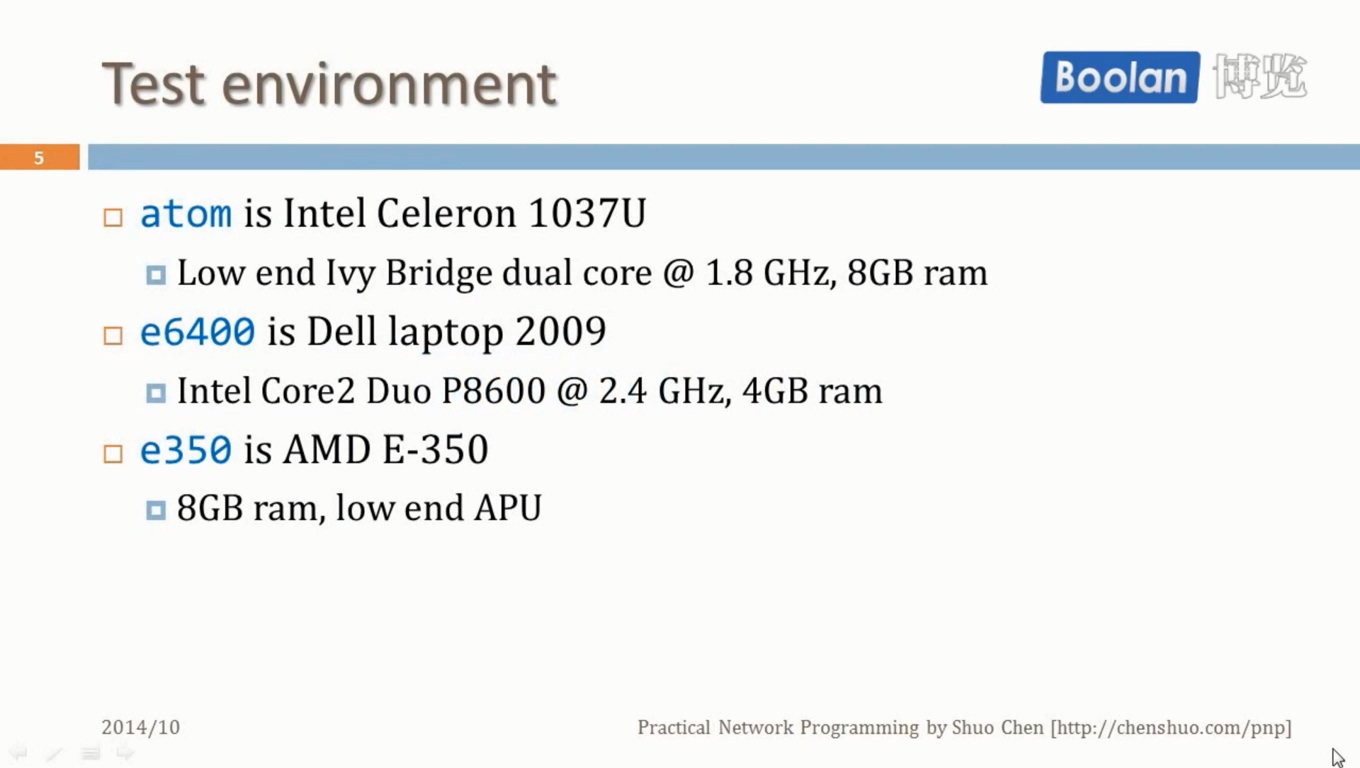 Test environment
Boolan 博览
5
atom is Intel Celeron 1037U
Low end Ivy Bridge dual core @ 1.8 GHz, 8GB ram
e6400 is Dell laptop 2009
Intel Core2 Duo P8600 @ 2.4 GHz, 4GB ram
e350 is AMD E-350
8GB ram, low end APU
2014/10
Practical Network Programming by Shuo Chen [http://chenshuo.com/pnp]